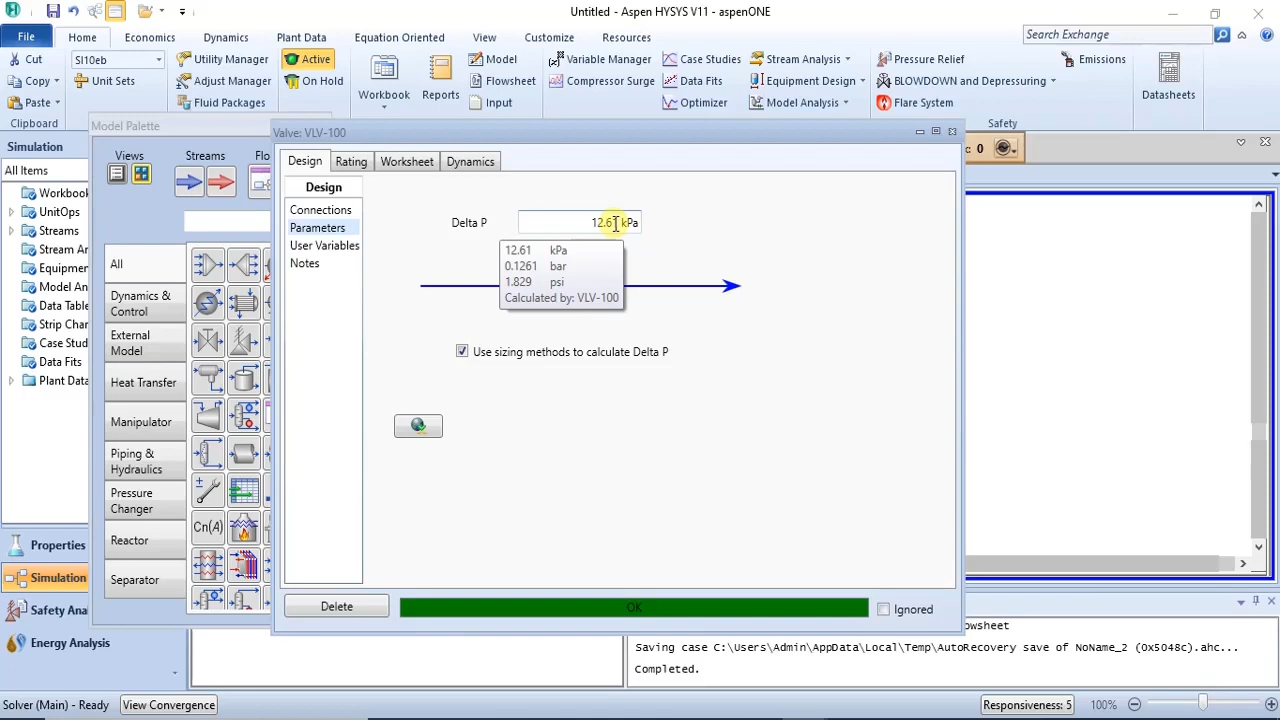 Untitled - Aspen HYSYS V11 - aspenONE
File
Home
Economics
Dynamics
Plant Data
Equation Oriented
View
Customize
Resources
Search Exchange
Cut
SI10eb
Utility Manager
Active
Model
Variable Manager
Case Studies
Stream Analysis
Pressure Relief
Emissions
Copy
Unit Sets
Adjust Manager
On Hold
Workbook
Reports
Flowsheet
Compressor Surge
Data Fits
Equipment Design
BLOWDOWN and Depressuring
Datasheets
Paste
Fluid Packages
Input
Optimizer
Model Analysis
Flare System
Clipboard
Safety
Simulation
All Items
Workbook
UnitOps
Streams
Stream An
Equipmen
Model An
Data Table
Strip Char
Case Stud
Data Fits
Plant Data
Properties
Simulation
Safety Anal
Energy Analysis
Model Palette
Views
Streams
Flo
All
Dynamics &
Control
External
Model
Heat Transfer
Manipulator
Piping &
Hydraulics
Pressure
Changer
Reactor
Separator
Cn(A)
Valve: VLV-100
Design
Rating
Worksheet
Dynamics
Design
Connections
Parameters
User Variables
Notes
Delta P
12.6 kPa
12.61 kPa
0.1261 bar
1.829 psi
Calculated by: VLV-100
Use sizing methods to calculate Delta P
Delete
OK
Ignored
: 0
owsheet
Saving case C:\Users\Admin\AppData\Local\Temp\AutoRecovery save of NoName_2 (0x5048c).ahc...
Completed.
Solver (Main) - Ready
View Convergence
Responsiveness: 5
100%